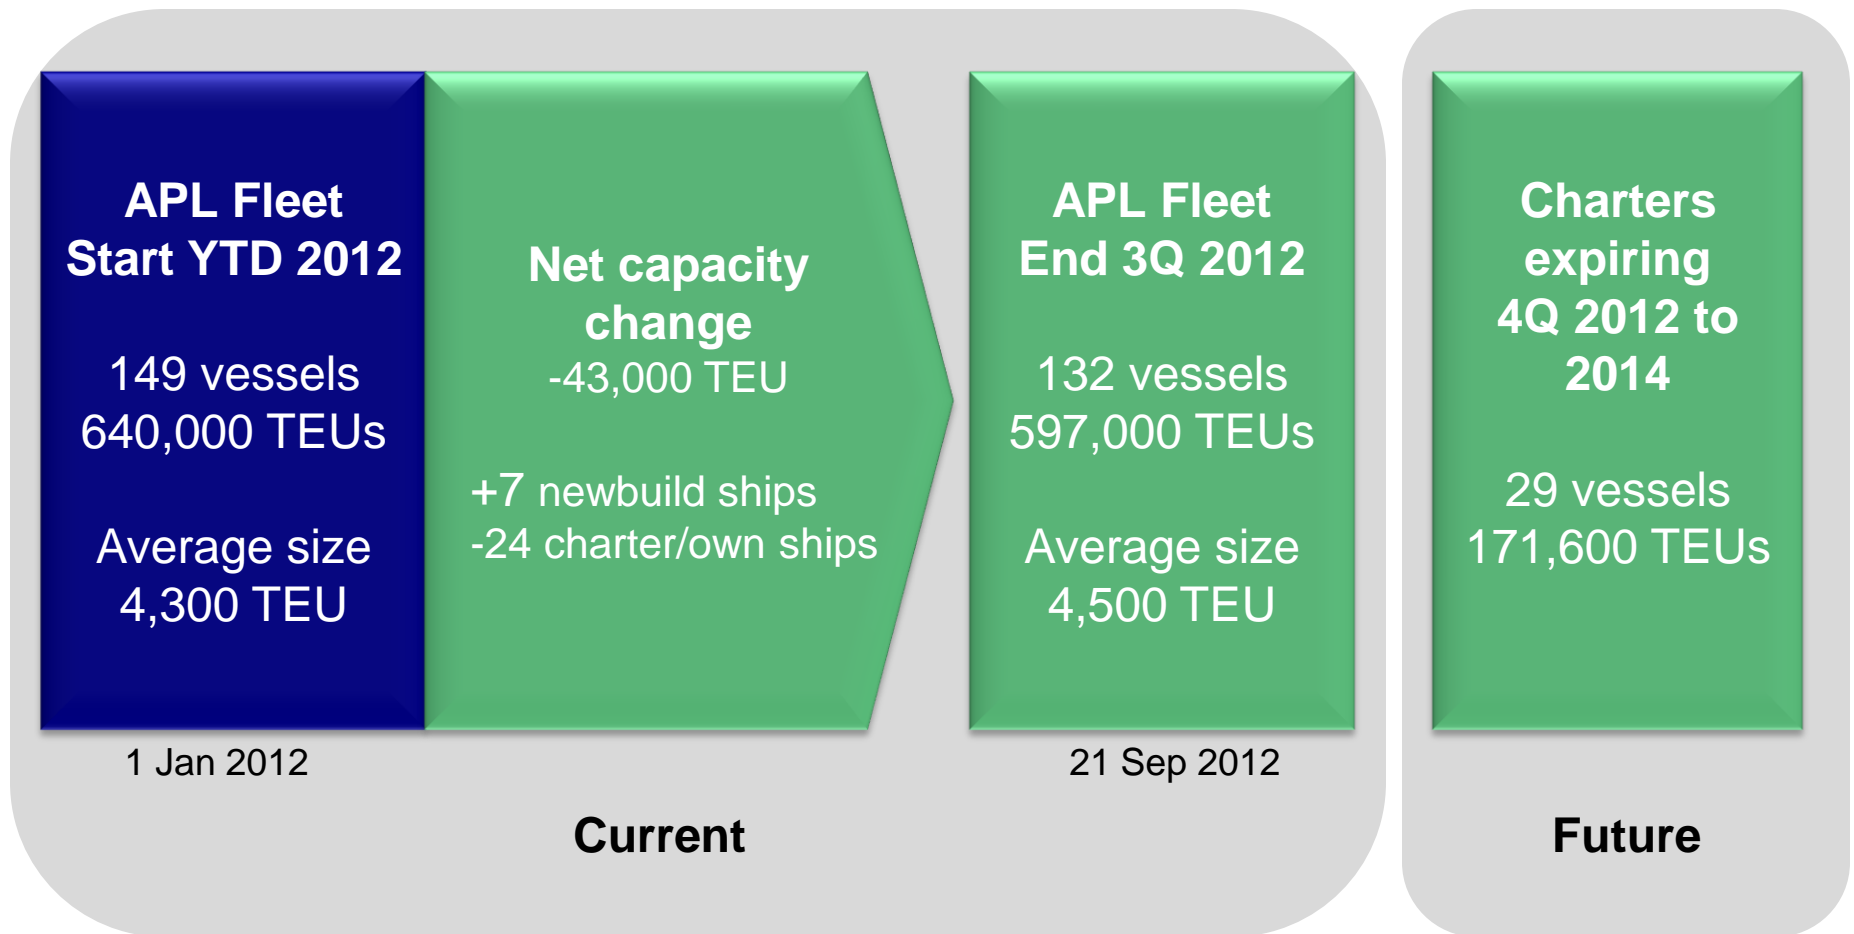 APL Fleet
Start YTD 2012
149 vessels
640,000 TEUs
Average size
4,300 TEU
1 Jan 2012
Net capacity
change
-43,000 TEU
+7 newbuild ships
-24 charter/own ships
APL Fleet
End 3Q 2012
132 vessels
597,000 TEUs
Average size
4,500 TEU
21 Sep 2012
Current
Charters
expiring
4Q 2012 to
2014
29 vessels
171,600 TEUs
Future